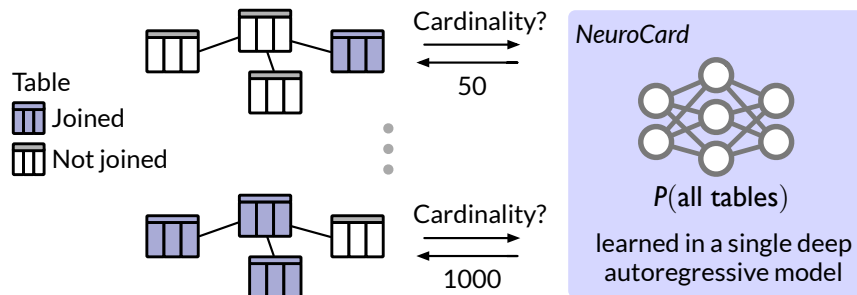 Cardinality?
50
NeuroCard
Table
Joined
Not joined
P(all tables)
learned in a single deep
autoregressive model
Cardinality?
1000